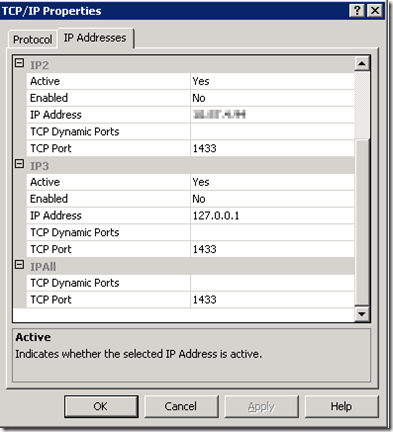 TCP/IP Properties
Protocol IP Addresses
IP2
Active Yes
Enabled No
IP Address
TCP Dynamic Ports
TCP Port 1433
IP3
Active Yes
Enabled No
IP Address 127.0.0.1
TCP Dynamic Ports
TCP Port 1433
IPAll
TCP Dynamic Ports
TCP Port 1433
Active
Indicates whether the selected IP Address is active.
OK Cancel Apply Help